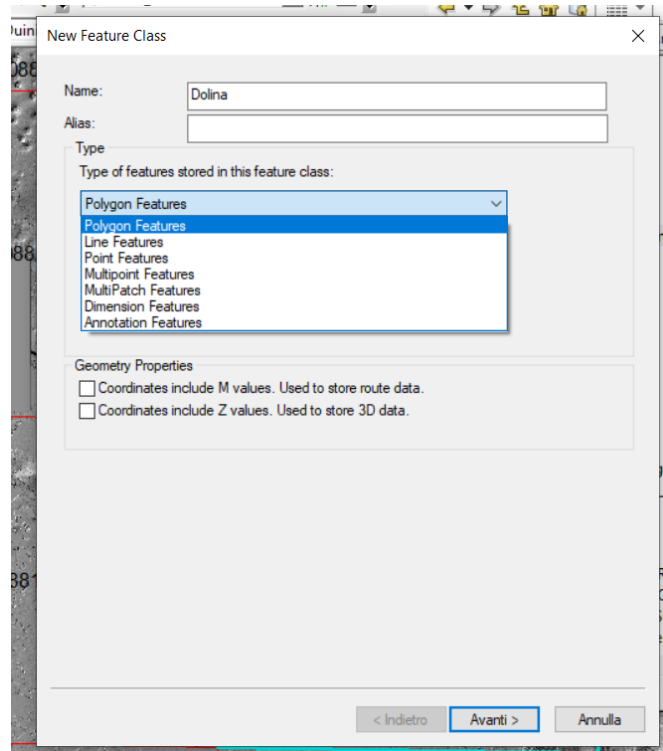 New Feature Class
Name:
Dolina
Alias:
Type
Type of features stored in this feature class:
Polygon Features
Polygon Features
Line Features
Point Features
Multipoint Features
MultiPatch Features
Dimension Features
Annotation Features
Geometry Properties
Coordinates include M values. Used to store route data.
Coordinates include Z values. Used to store 3D data.
< Indietro
Avanti >
Annulla